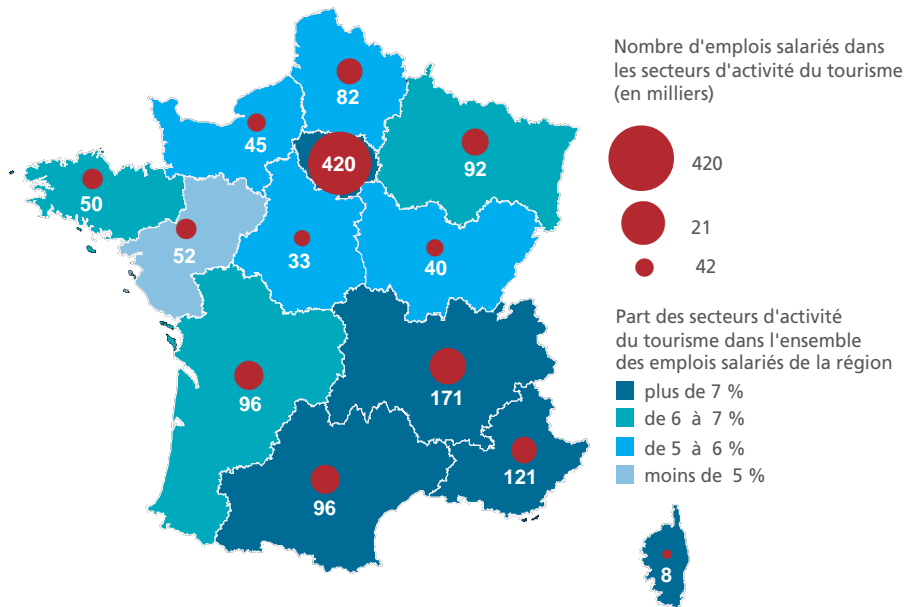 82
45
420
92
50
52
33
40
96
171
96
121
8
Nombre d'emplois salariés dans
les secteurs d'activité du tourisme
(en milliers)
420
21
42
Part des secteurs d'activité
du tourisme dans l'ensemble
des emplois salariés de la région
plus de 7 %
de 6 à 7 %
de 5 à 6 %
moins de 5 %